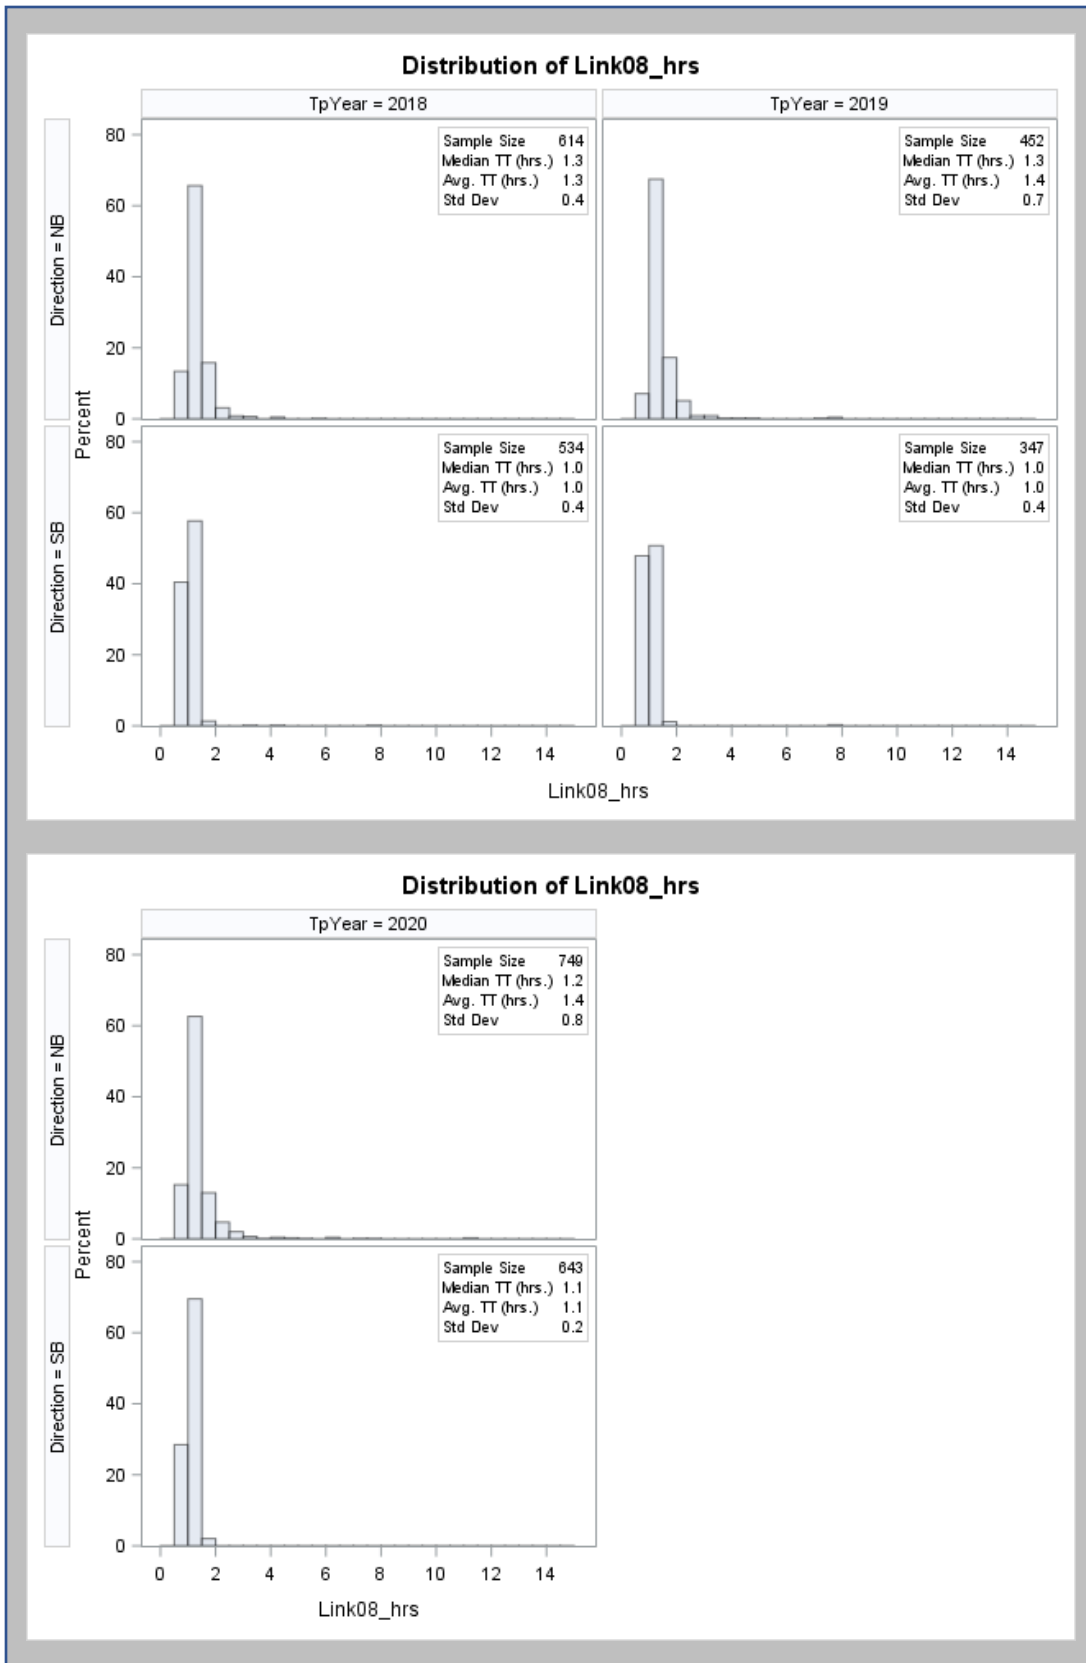 Distribution of Link08_hrs
TpYear = 2018
TpYear = 2019
Direction = NB
Percent
80
60
40
20
0
Sample Size 614
Median TT (hrs.) 1.3
Avg. TT (hrs.) 1.3
Std Dev 0.4
Sample Size 452
Median TT (hrs.) 1.3
Avg. TT (hrs.) 1.4
Std Dev 0.7
Direction = SB
80
60
40
20
0
Sample Size 534
Median TT (hrs.) 1.0
Avg. TT (hrs.) 1.0
Std Dev 0.4
Sample Size 347
Median TT (hrs.) 1.0
Avg. TT (hrs.) 1.0
Std Dev 0.4
0 2 4 6 8 10 12 14
0 2 4 6 8 10 12 14
Link08_hrs
Distribution of Link08_hrs
TpYear = 2020
Direction = NB
Percent
80
60
40
20
0
Sample Size 749
Median TT (hrs.) 1.2
Avg. TT (hrs.) 1.4
Std Dev 0.8
Direction = SB
80
60
40
20
0
Sample Size 643
Median TT (hrs.) 1.1
Avg. TT (hrs.) 1.1
Std Dev 0.2
0 2 4 6 8 10 12 14
Link08_hrs